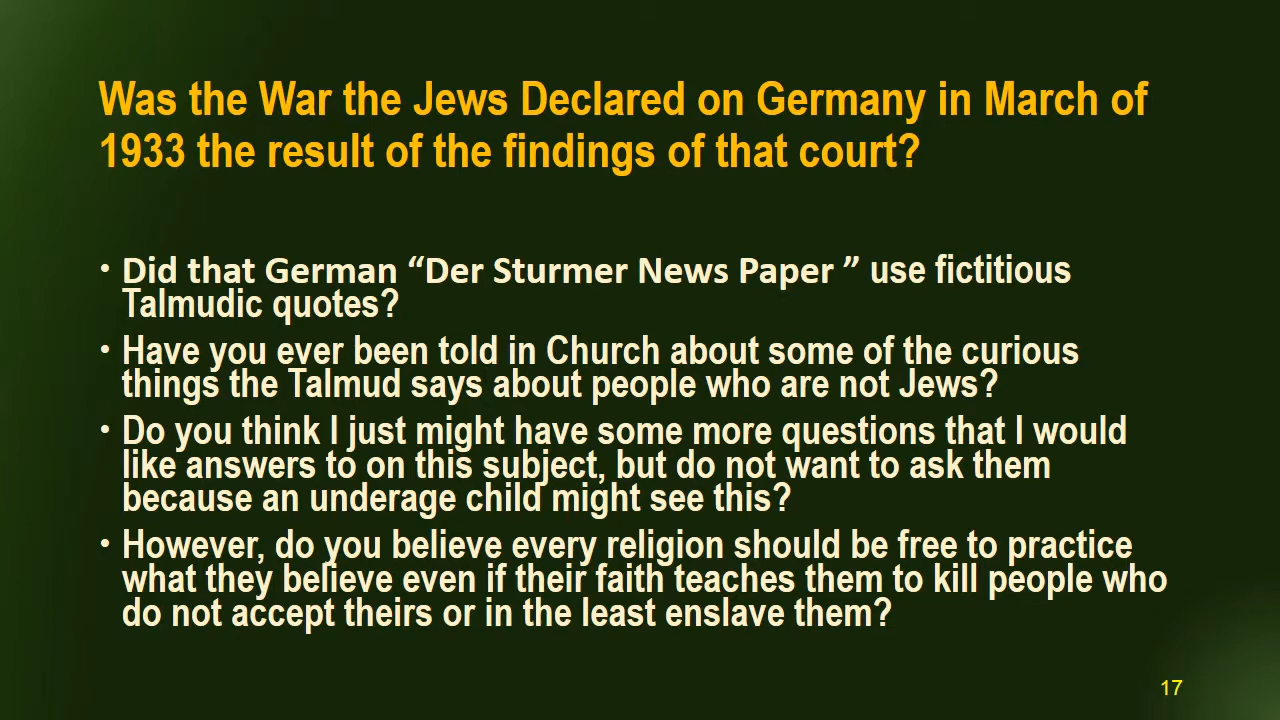 Was the War the Jews Declared on Germany in March of
1933 the result of the findings of that court?
• Did that German “Der Sturmer News Paper ” use fictitious
Talmudic quotes?
• Have you ever been told in Church about some of the curious
things the Talmud says about people who are not Jews?
• Do you think I just might have some more questions that I would
like answers to on this subject, but do not want to ask them
because an underage child might see this?
• However, do you believe every religion should be free to practice
what they believe even if their faith teaches them to kill people who
do not accept theirs or in the least enslave them?
17